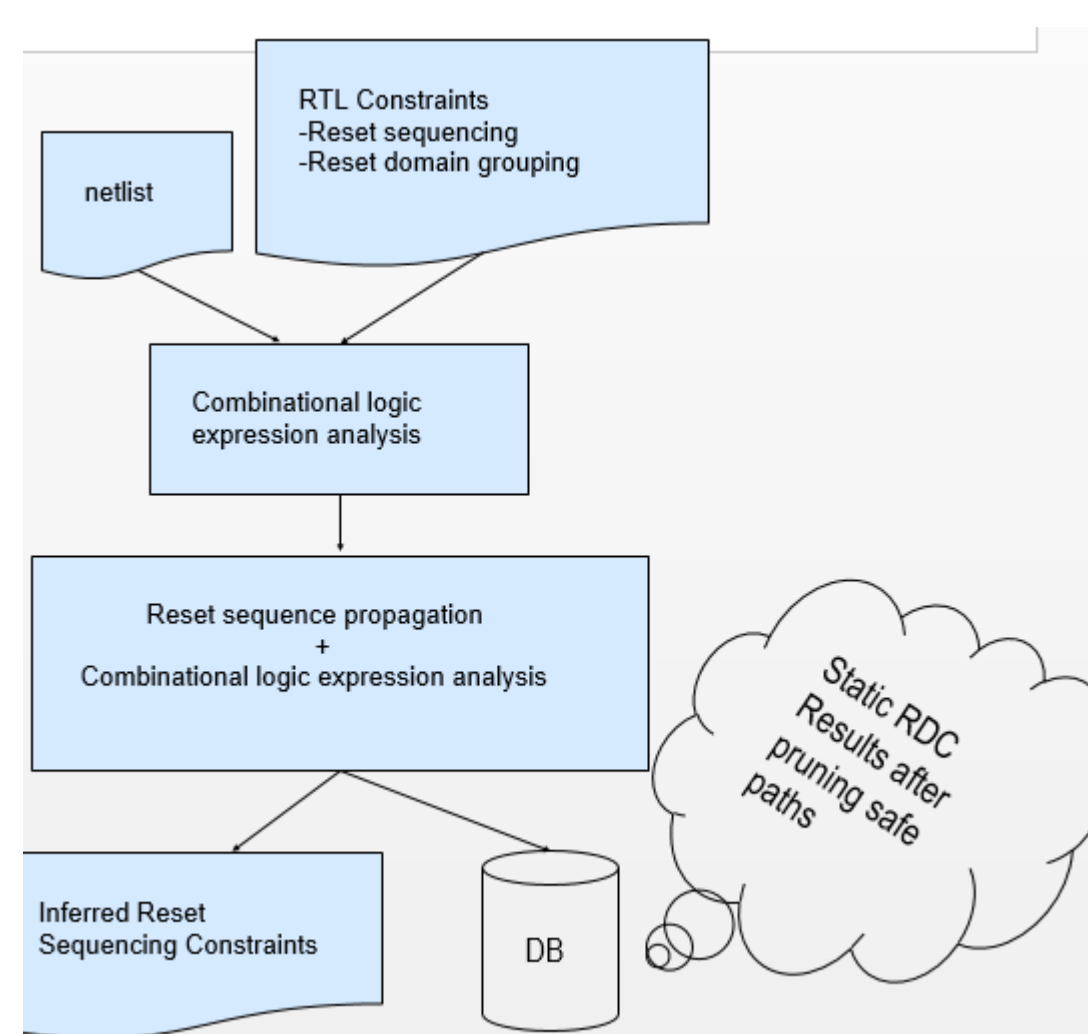 RTL Constraints
-Reset sequencing
-Reset domain grouping
netlist
Combinational logic
expression analysis
Reset sequence propagation
+
Combinational logic expression analysis
Static RDC
Results after
pruning safe
paths
Inferred Reset
Sequencing Constraints
DB